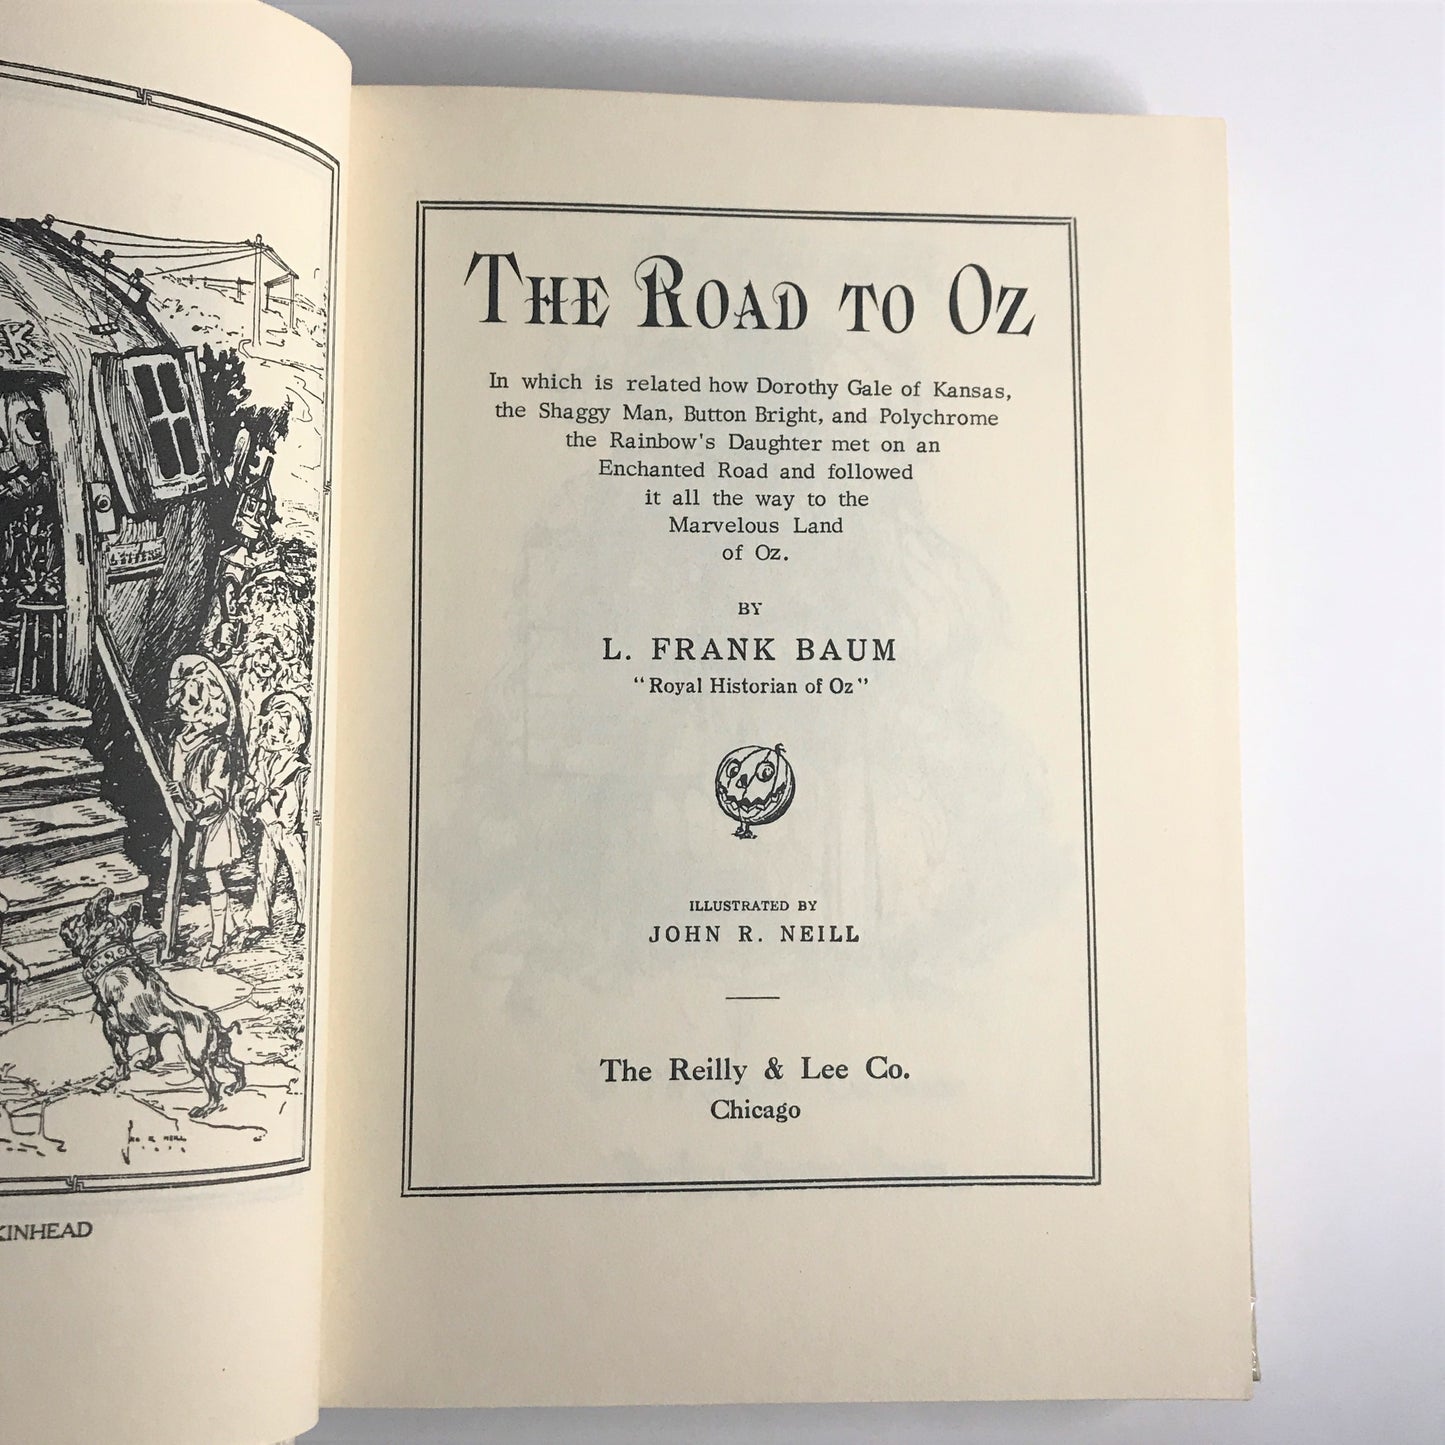 LETTERS
JNO R. NEILL
KINHEAD
THE ROAD TO OZ
In which is related how Dorothy Gale of Kansas,
the Shaggy Man, Button Bright, and Polychrome
the Rainbow's Daughter met on an
Enchanted Road and followed
it all the way to the
Marvelous Land
of Oz.
BY
L. FRANK BAUM
"Royal Historian of Oz"
ILLUSTRATED BY
JOHN R. NEILL
The Reilly & Lee Co.
Chicago